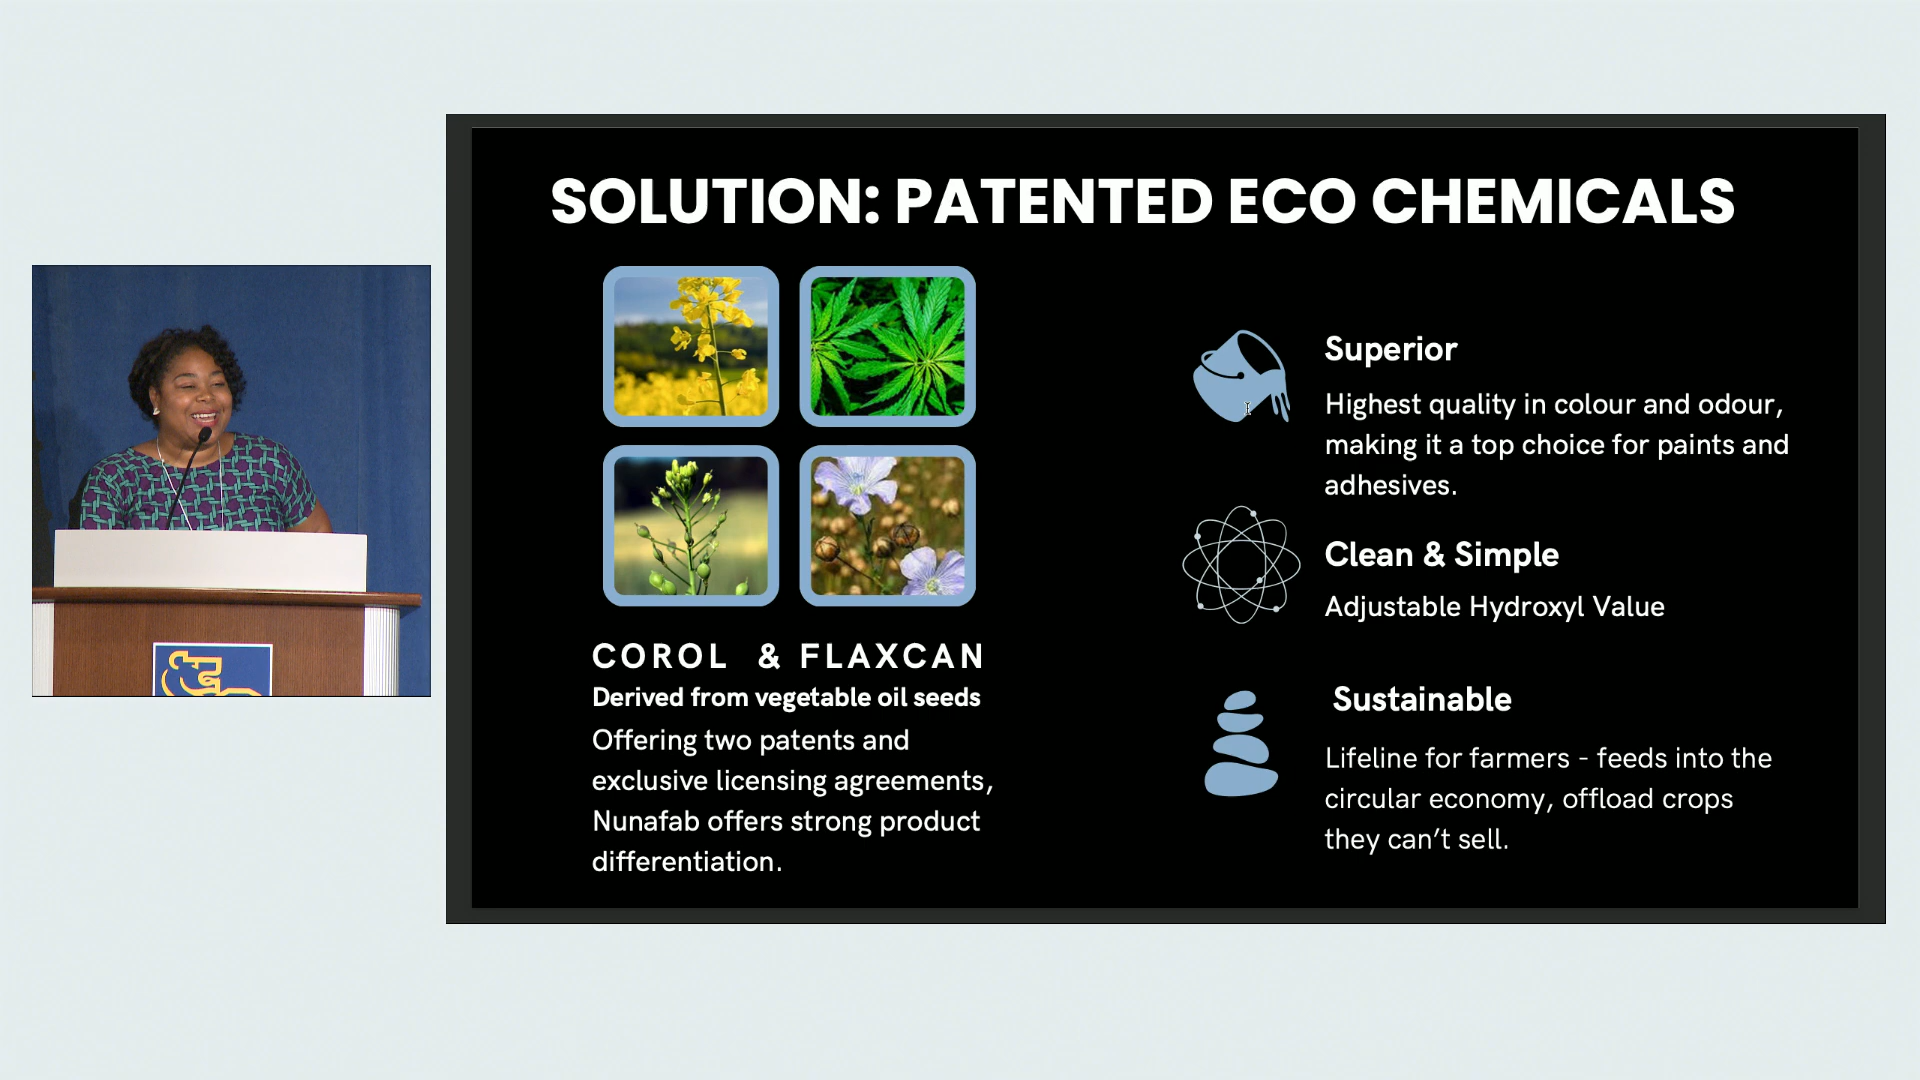 SOLUTION: PATENTED ECO CHEMICALS
COROL & FLAXCAN
Derived from vegetable oil seeds
Offering two patents and
exclusive licensing agreements,
Nunafab offers strong product
differentiation.
Superior
Highest quality in colour and odour,
making it a top choice for paints and
adhesives.
Clean & Simple
Adjustable Hydroxyl Value
Sustainable
Lifeline for farmers - feeds into the
circular economy, offload crops
they can’t sell.